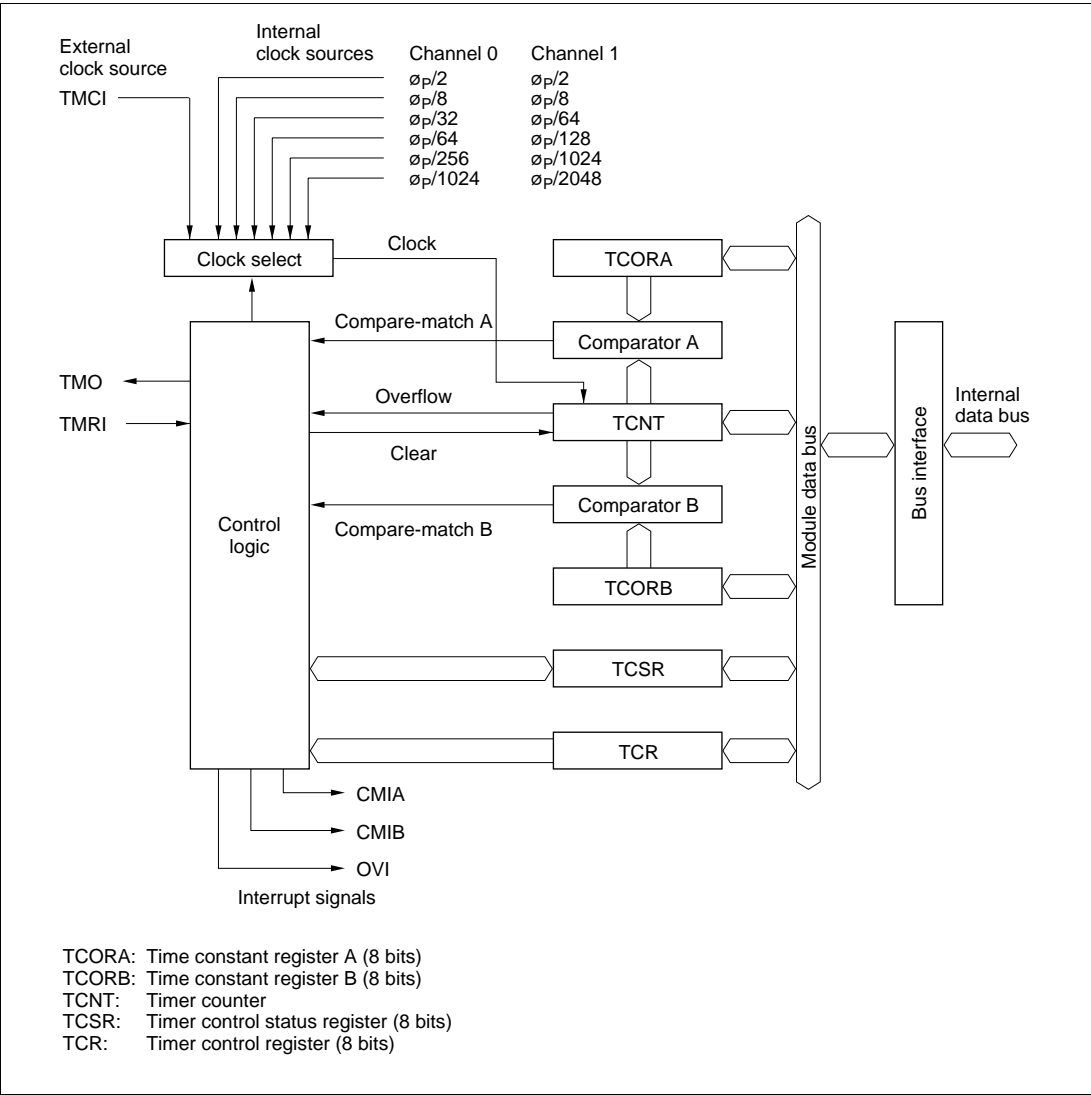 External
clock source
TMCI
Internal
clock sources
Channel 0
Channel 1
øP/2
øP/8
øP/32
øP/64
øP/256
øP/1024
øP/2
øP/8
øP/64
øP/128
øP/1024
øP/2048
Clock select
Clock
TCORA
Compare-match A
Comparator A
TMO
TMRI
Overflow
TCNT
Clear
Internal
data bus
Module data bus
Bus interface
Control
logic
Comparator B
Compare-match B
TCORB
TCSR
TCR
CMIA
CMIB
OVI
Interrupt signals
TCORA: Time constant register A (8 bits)
TCORB: Time constant register B (8 bits)
TCNT: Timer counter
TCSR: Timer control status register (8 bits)
TCR: Timer control register (8 bits)